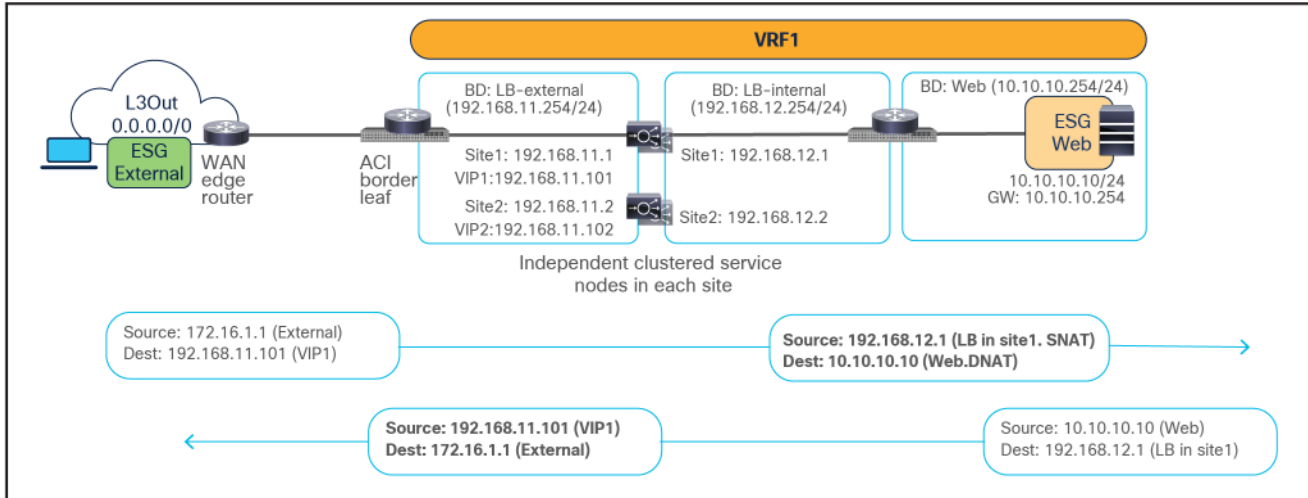 VRF1
L3Out
0.0.0.0/0
ESG
External
WAN
edge
router
ACI
border
leaf
BD: LB-external
(192.168.11.254/24)
Site1: 192.168.11.1
VIP1:192.168.11.101
Site2: 192.168.11.2
VIP2:192.168.11.102
BD: LB-internal
(192.168.12.254/24)
Site1: 192.168.12.1
Site2: 192.168.12.2
BD: Web (10.10.10.254/24)
ESG
Web
10.10.10.10/24
GW: 10.10.10.254
Independent clustered service
nodes in each site
Source: 172.16.1.1 (External)
Dest: 192.168.11.101 (VIP1)
Source: 192.168.12.1 (LB in site1. SNAT)
Dest: 10.10.10.10 (Web.DNAT)
Source: 192.168.11.101 (VIP1)
Dest: 172.16.1.1 (External)
Source: 10.10.10.10 (Web)
Dest: 192.168.12.1 (LB in site1)